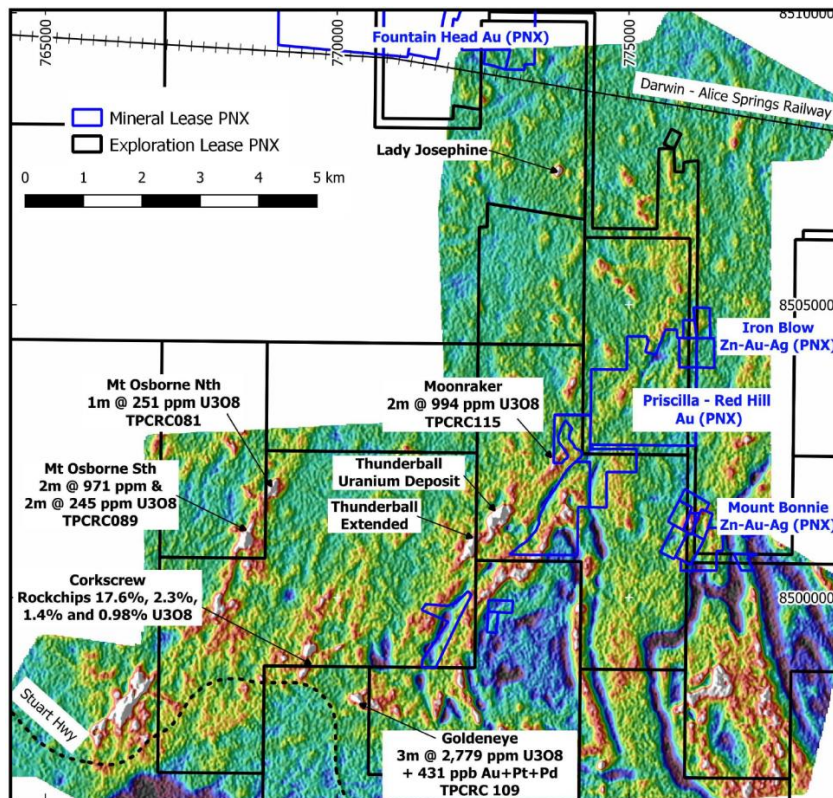 765000
770000
775000
8510000
Fountain Head Au (PNX)
Darwin - Alice Springs Railway
Mineral Lease PNX
Exploration Lease PNX
0 1 2 3 4 5 km
Lady Josephine
8505000
Iron Blow
Zn-Au-Ag (PNX)
Mt Osborne Nth
1m @ 251 ppm U3O8
TPCRC081
Moonraker
2m @ 994 ppm U3O8
TPCRC115
Priscilla - Red Hill
Au (PNX)
Mt Osborne Sth
2m @ 971 ppm &
2m @ 245 ppm U3O8
TPCRC089
Thunderball
Uranium Deposit
Thunderball
Extended
Mount Bonnie
Zn-Au-Ag (PNX)
Corkscrew
Rockchips 17.6%, 2.3%,
1.4% and 0.98% U3O8
8500000
Stuart Hwy
Goldeneye
3m @ 2,779 ppm U3O8
+ 431 ppb Au+Pt+Pd
TPCRC 109